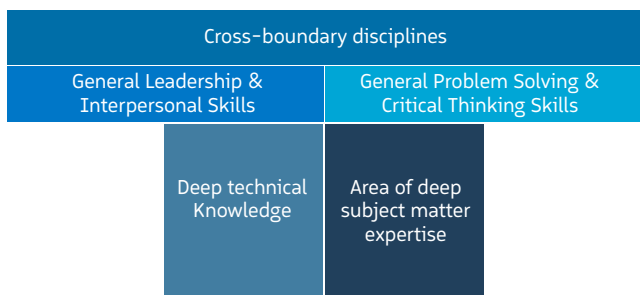 Cross-boundary disciplines
General Leadership &
Interpersonal Skills
General Problem Solving &
Critical Thinking Skills
Deep technical
Knowledge
Area of deep
subject matter
expertise